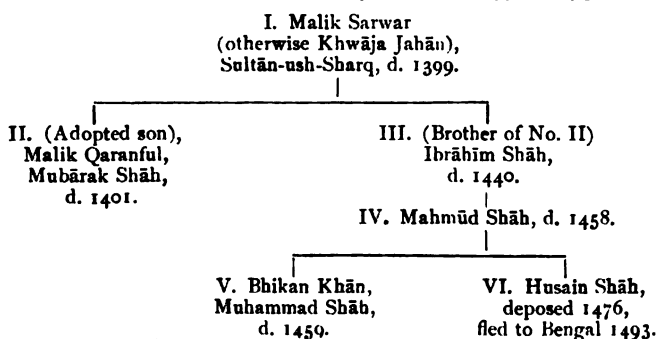 I. Malik Sarwar
(otherwise Khwāja Jahān),
Sultān-ush-Sharq, d. 1399.
II. (Adopted son),
Malik Qaranful,
Mubārak Shāh,
d. 1401.
III. (Brother of No. II)
Ibrāhīm Shāh,
d. 1440.
IV. Mahmūd Shāh, d. 1458.
V. Bhikan Khān,
Muhammad Shāh,
d. 1459.
VI. Husain Shāh,
deposed 1476,
fled to Bengal 1493.